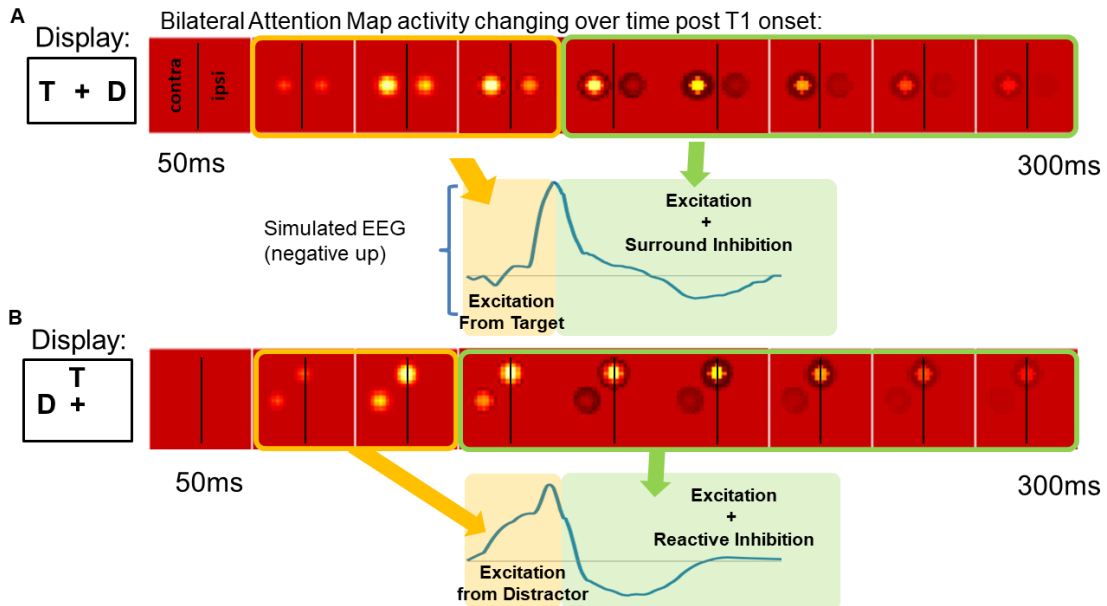 A
Bilateral Attention Map activity changing over time post T1 onset:
Display:
T + D
contra
ipsi
50ms
300ms
Simulated EEG
(negative up)
Excitation
+
Surround Inhibition
Excitation
From Target
B
Display:
T
D +
50ms
300ms
Excitation
+
Reactive Inhibition
Excitation
from Distractor